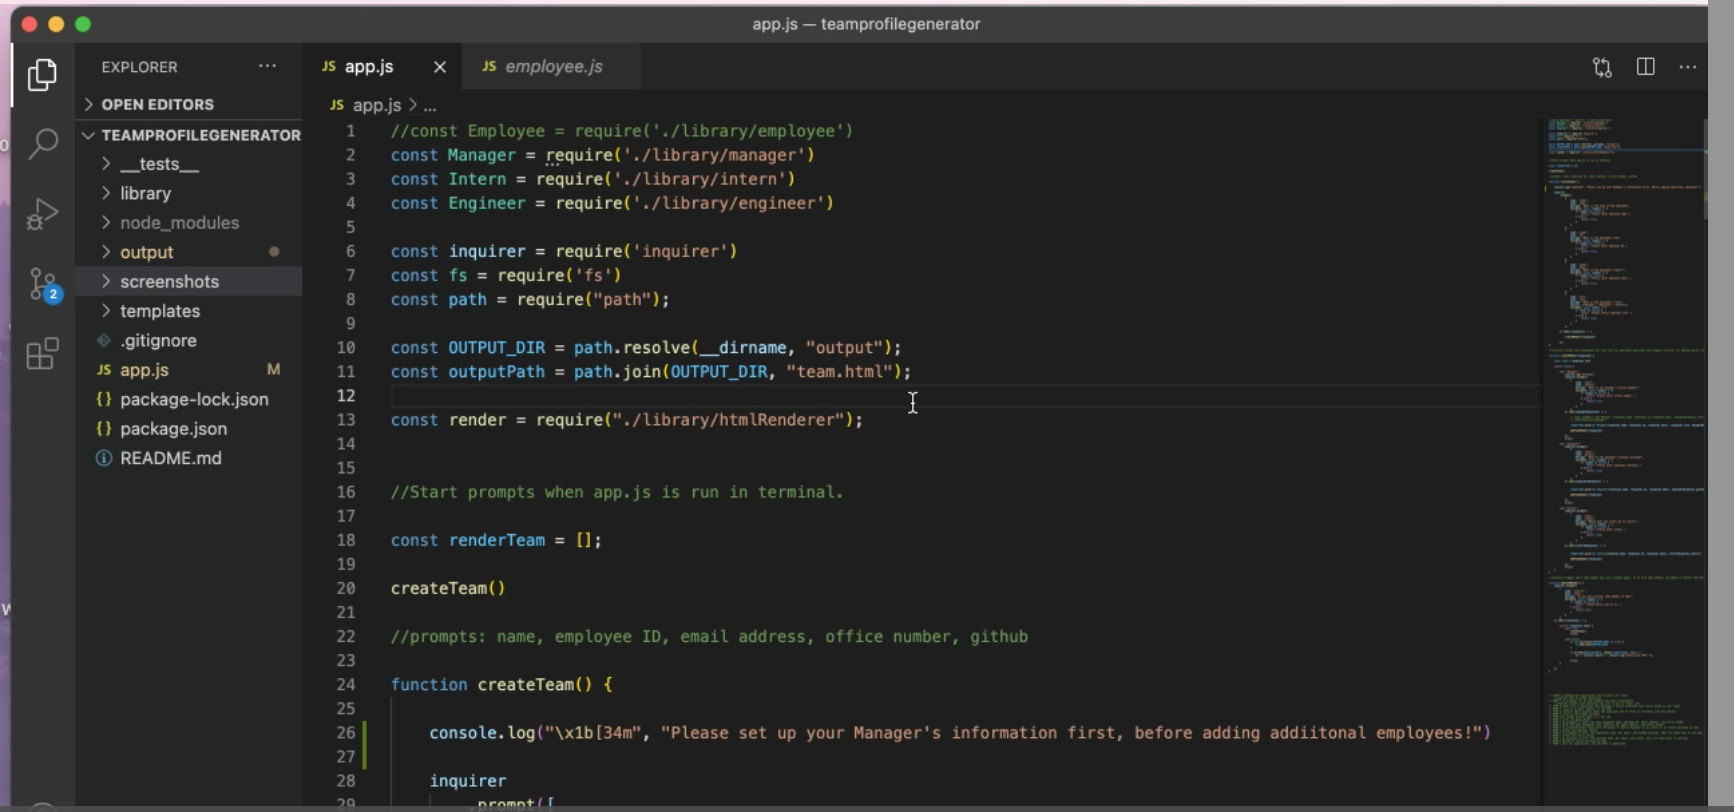 app.js — teamprofilegenerator
EXPLORER
JS app.js
JS employee.js
OPEN EDITORS
JS app.js > ...
TEAMPROFILEGENERATOR
__tests__
library
node_modules
output
screenshots
templates
.gitignore
JS app.js M
{} package-lock.json
{} package.json
README.md
2
1 //const Employee = require('./library/employee')
2 const Manager = require('./library/manager')
3 const Intern = require('./library/intern')
4 const Engineer = require('./library/engineer')
5
6 const inquirer = require('inquirer')
7 const fs = require('fs')
8 const path = require("path");
9
10 const OUTPUT_DIR = path.resolve(__dirname, "output");
11 const outputPath = path.join(OUTPUT_DIR, "team.html");
12
13 const render = require("./library/htmlRenderer");
14
15
16 //Start prompts when app.js is run in terminal.
17
18 const renderTeam = [];
19
20 createTeam()
21
22 //prompts: name, employee ID, email address, office number, github
23
24 function createTeam() {
25
26 console.log("\x1b[34m", "Please set up your Manager's information first, before adding addiitonal employees!")
27
28 inquirer
29 .prompt([